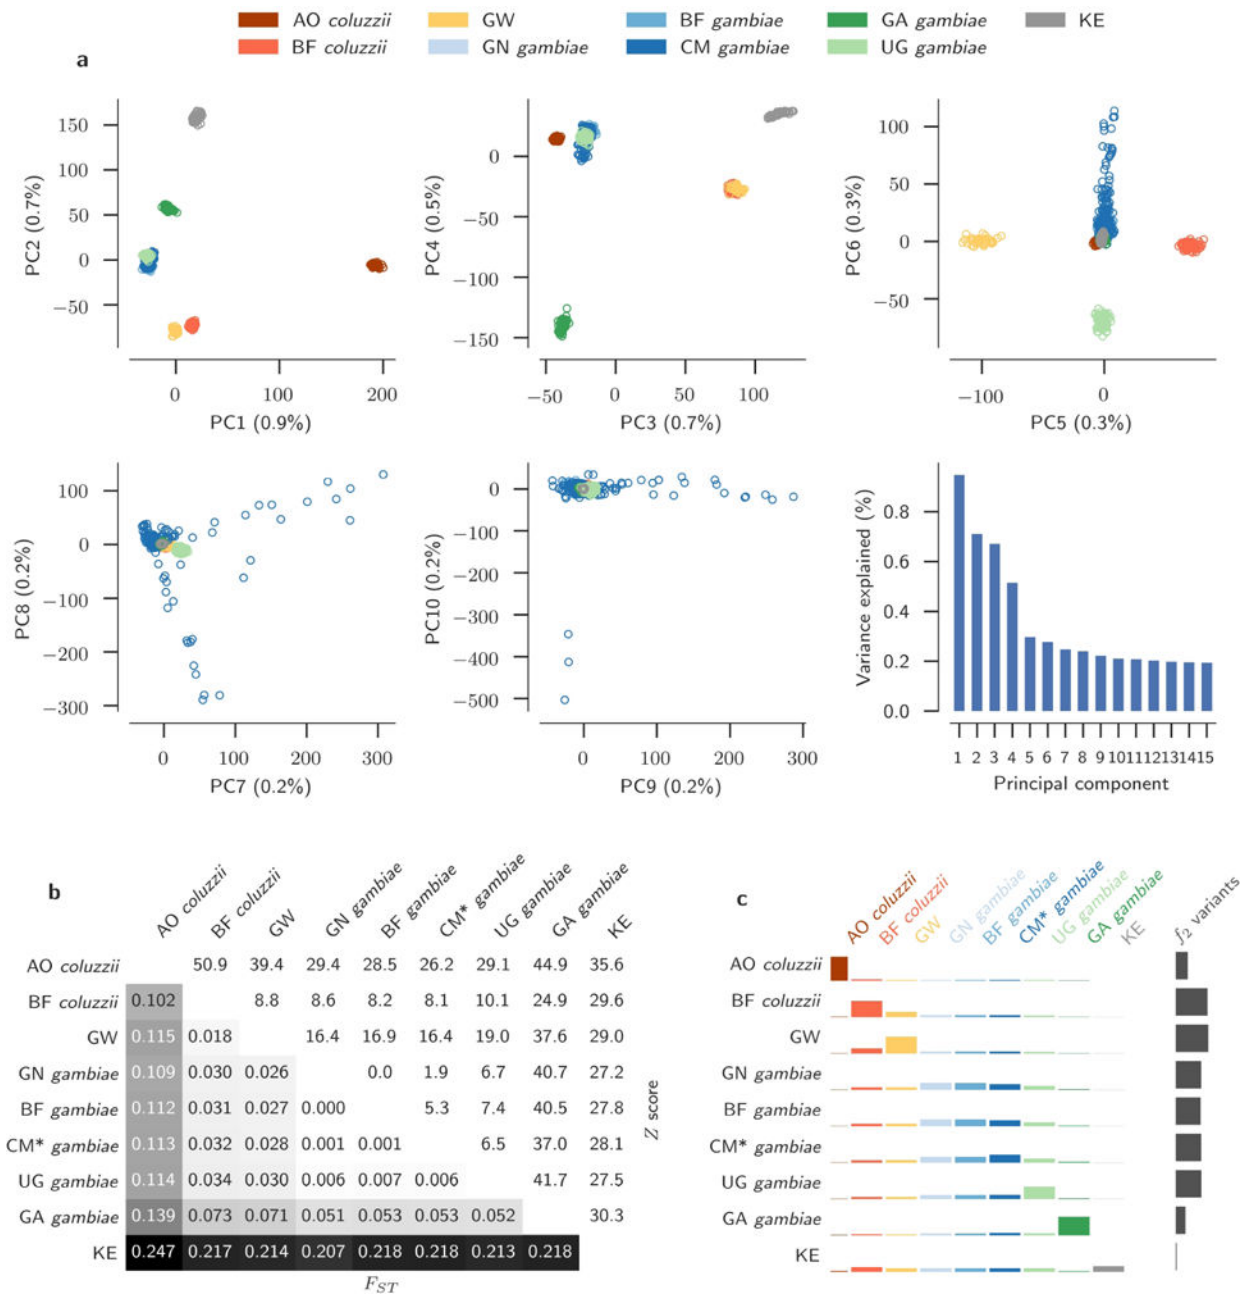 AO coluzzii GW BF gambiae GA gambiae KE
BF coluzzii GN gambiae CM gambiae UG gambiae
a
150
100
50
0
−50
PC2 (0.7%)
0 100 200
PC1 (0.9%)
0
−50
−100
−150
PC4 (0.5%)
−50 0 50 100
PC3 (0.7%)
100
50
0
−50
PC6 (0.3%)
−100 0
PC5 (0.3%)
100
0
−100
−200
−300
PC8 (0.2%)
0 100 200 300
PC7 (0.2%)
0
−100
−200
−300
−400
−500
PC10 (0.2%)
0 100 200 300
PC9 (0.2%)
0.8
0.6
0.4
0.2
0.0
Variance explained (%)
1 2 3 4 5 6 7 8 9 10 11 12 13 14 15
Principal component
b
AO coluzzii BF coluzzii GW GN gambiae BF gambiae CM* gambiae UG gambiae GA gambiae KE
AO coluzzii 50.9 39.4 29.4 28.5 26.2 29.1 44.9 35.6
BF coluzzii 0.102 8.8 8.6 8.2 8.1 10.1 24.9 29.6
GW 0.115 0.018 16.4 16.9 16.4 19.0 37.6 29.0
GN gambiae 0.109 0.030 0.026 0.0 1.9 6.7 40.7 27.2
BF gambiae 0.112 0.031 0.027 0.000 5.3 7.4 40.5 27.8
CM* gambiae 0.113 0.032 0.028 0.001 0.001 6.5 37.0 28.1
UG gambiae 0.114 0.034 0.030 0.006 0.007 0.006 41.7 27.5
GA gambiae 0.139 0.073 0.071 0.051 0.053 0.053 0.052 30.3
KE 0.247 0.217 0.214 0.207 0.218 0.218 0.213 0.218
F_ST
Z score
c
AO coluzzii BF coluzzii GW GN gambiae BF gambiae CM* gambiae UG gambiae GA gambiae KE f₂ variants
AO coluzzii
BF coluzzii
GW
GN gambiae
BF gambiae
CM* gambiae
UG gambiae
GA gambiae
KE